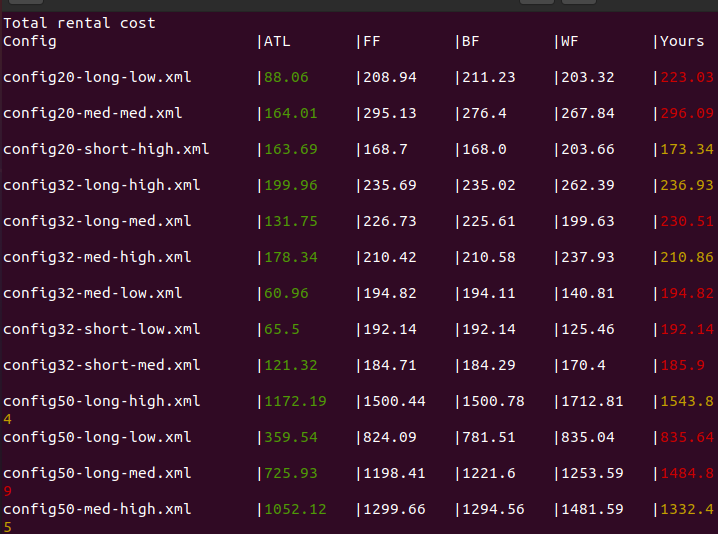 Total rental cost
Config |ATL |FF |BF |WF |Yours
config20-long-low.xml |88.06 |208.94 |211.23 |203.32 |223.03
config20-med-med.xml |164.01 |295.13 |276.4 |267.84 |296.09
config20-short-high.xml |163.69 |168.7 |168.0 |203.66 |173.34
config32-long-high.xml |199.96 |235.69 |235.02 |262.39 |236.93
config32-long-med.xml |131.75 |226.73 |225.61 |199.63 |230.51
config32-med-high.xml |178.34 |210.42 |210.58 |237.93 |210.86
config32-med-low.xml |60.96 |194.82 |194.11 |140.81 |194.82
config32-short-low.xml |65.5 |192.14 |192.14 |125.46 |192.14
config32-short-med.xml |121.32 |184.71 |184.29 |170.4 |185.9
config50-long-high.xml |1172.19 |1500.44 |1500.78 |1712.81 |1543.8
4
config50-long-low.xml |359.54 |824.09 |781.51 |835.04 |835.64
config50-long-med.xml |725.93 |1198.41 |1221.6 |1253.59 |1484.8
9
config50-med-high.xml |1052.12 |1299.66 |1294.56 |1481.59 |1332.4
5